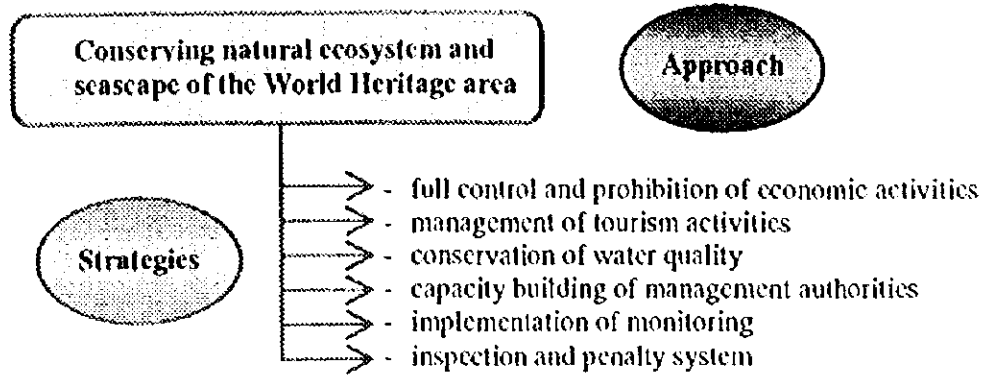 Conserving natural ecosystem and
seascape of the World Heritage area
Approach
Strategies
- full control and prohibition of economic activities
- management of tourism activities
- conservation of water quality
- capacity building of management authorities
- implementation of monitoring
- inspection and penalty system